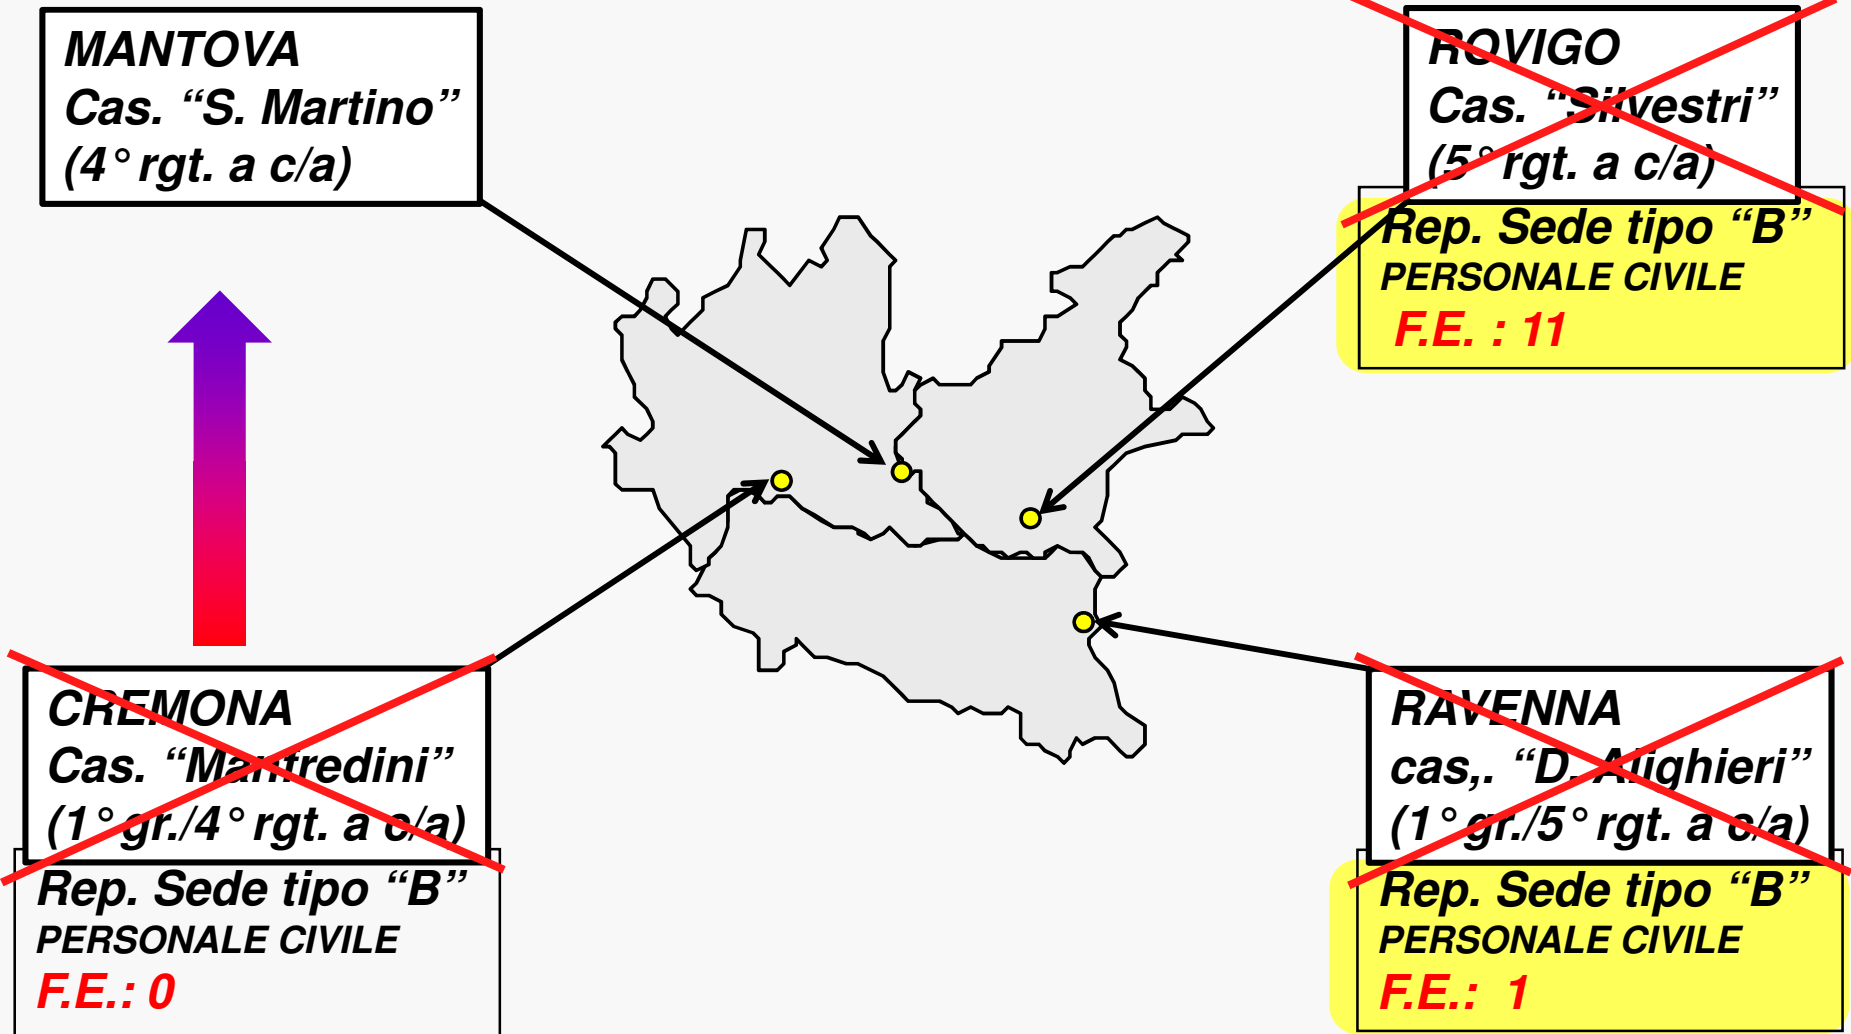 MANTOVA
Cas. “S. Martino”
(4° rgt. a c/a)
ROVIGO
Cas. “Silvestri”
(5° rgt. a c/a)
Rep. Sede tipo “B”
PERSONALE CIVILE
F.E. : 11
CREMONA
Cas. “Manfredini”
(1° gr./4° rgt. a c/a)
Rep. Sede tipo “B”
PERSONALE CIVILE
F.E.: 0
RAVENNA
cas,. “D. Alighieri”
(1° gr./5° rgt. a c/a)
Rep. Sede tipo “B”
PERSONALE CIVILE
F.E.: 1